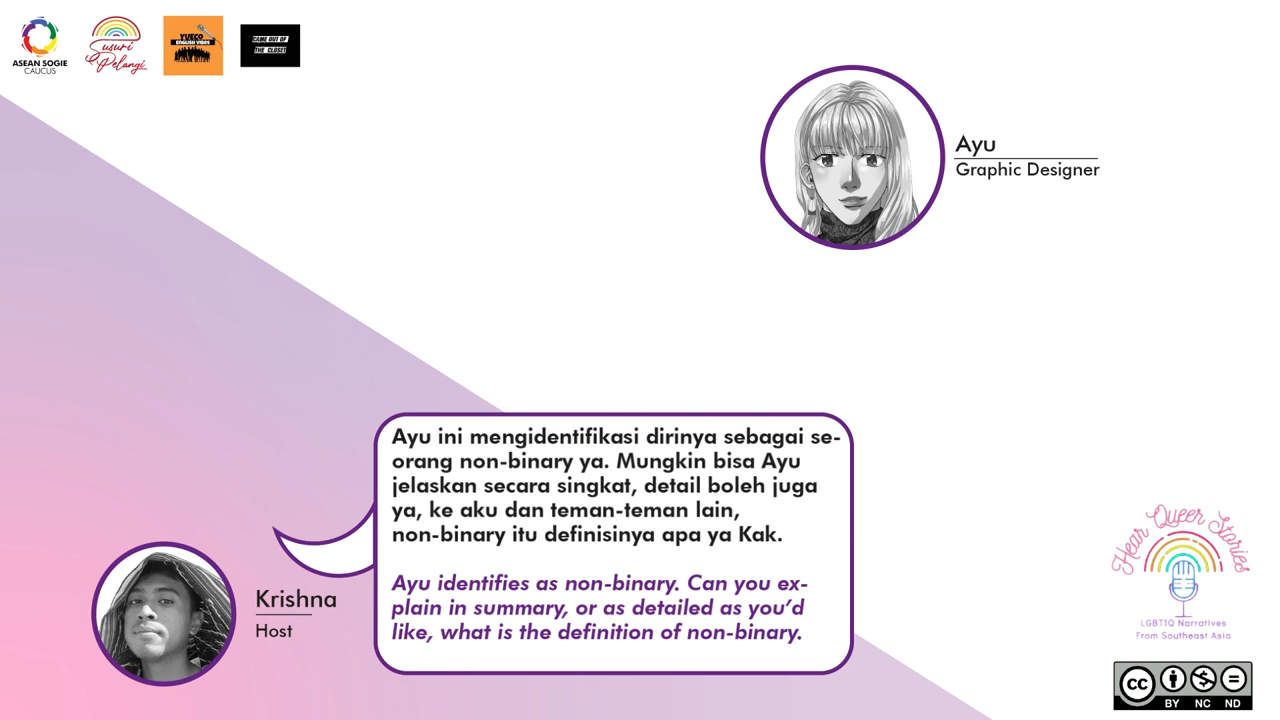 ASEAN SOGIE
CAUCUS
Susuri
Pelangi
YUECO
ENGLISH VIBES
CAME OUT OF
THE CLOSET
Ayu
Graphic Designer
Ayu ini mengidentifikasi dirinya sebagai se-
orang non-binary ya. Mungkin bisa Ayu
jelaskan secara singkat, detail boleh juga
ya, ke aku dan teman-teman lain,
non-binary itu definisinya apa ya Kak.
Ayu identifies as non-binary. Can you ex-
plain in summary, or as detailed as you’d
like, what is the definition of non-binary.
Krishna
Host
Hear Queer Stories
LGBTIQ Narratives
From Southeast Asia
cc
BY NC ND